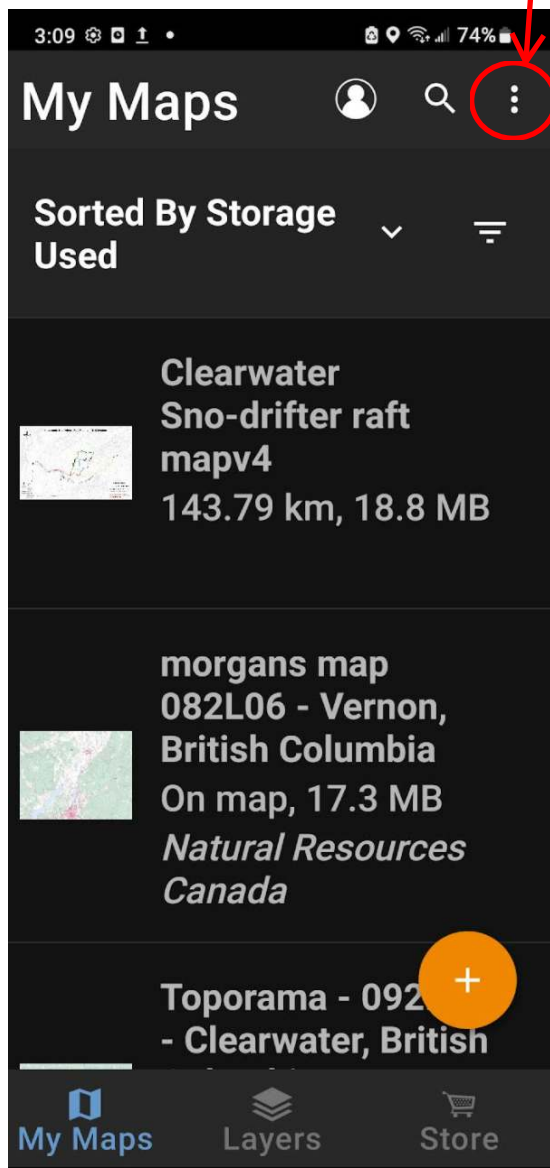 3:09 74%
My Maps
Sorted By Storage
Used
Clearwater
Sno-drifter raft
mapv4
143.79 km, 18.8 MB
morgans map
082L06 - Vernon,
British Columbia
On map, 17.3 MB
Natural Resources
Canada
Toporama - 092
- Clearwater, British
My Maps Layers Store